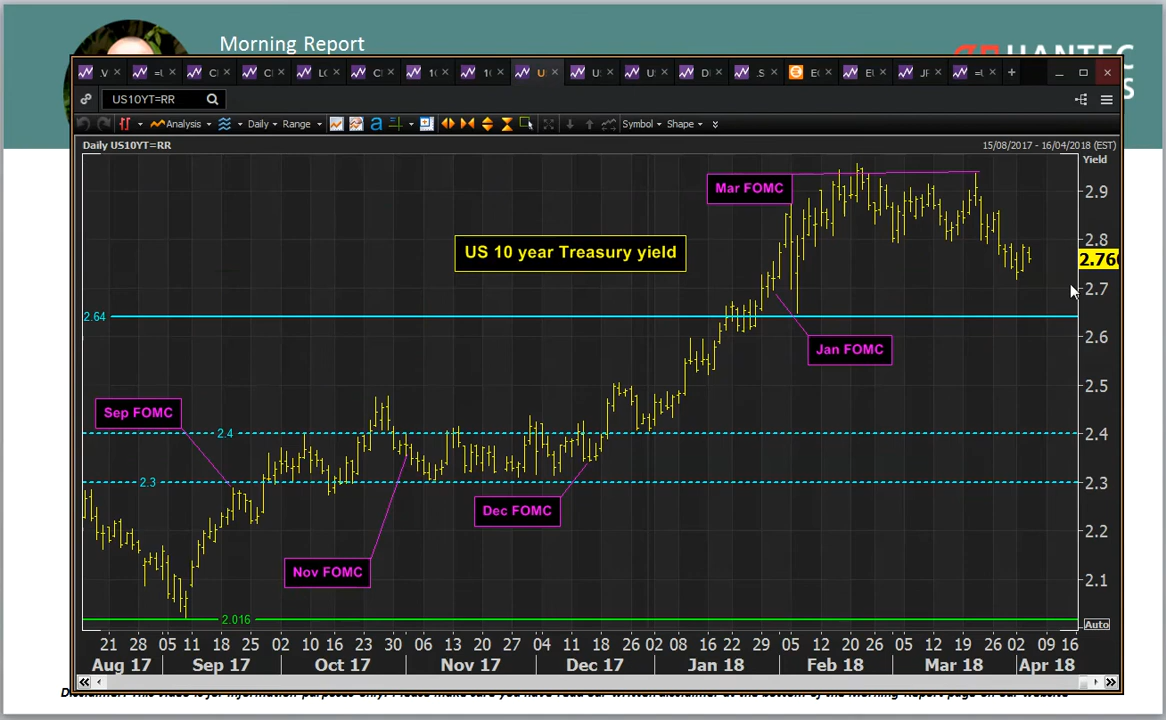 Morning Report
HANTEC
US10YT=RR
Analysis Daily Range Symbol Shape
Daily US10YT=RR 15/08/2017 - 16/04/2018 (EST)
Yield
Mar FOMC
2.9
US 10 year Treasury yield
2.8
2.7
2.64
2.6
Jan FOMC
2.5
Sep FOMC
2.4 2.4
2.3 2.3
Dec FOMC
2.2
Nov FOMC
2.1
2.016
Auto
21 28 05 11 18 25 02 09 16 23 30 06 13 20 27 04 11 18 25 02 08 16 22 29 05 12 20 26 05 12 19 26 02 09 16
Aug 17 Sep 17 Oct 17 Nov 17 Dec 17 Jan 18 Feb 18 Mar 18 Apr 18